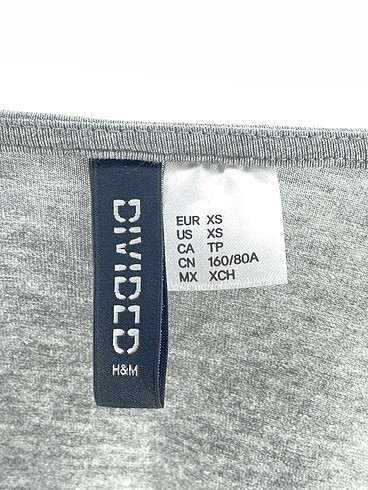 DIVIDED
H&M
EUR XS
US XS
CA TP
CN 160/80A
MX XCH